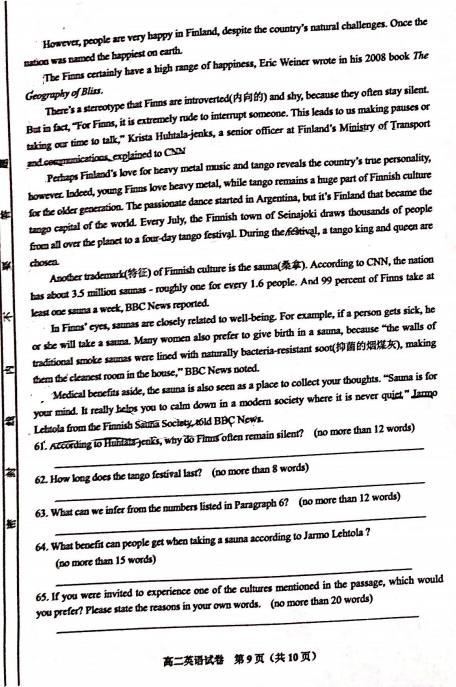 However, people are very happy in Finland, despite the country's natural challenges. Once the
nation was named the happiest on earth.
The Finns certainly have a high range of happiness, Eric Weiner wrote in his 2008 book The
Geography of Bliss.
There's a stereotype that Finns are introverted(内向的) and shy, because they often stay silent.
But in fact, "For Finns, it is extremely rude to interrupt someone. This leads to us making pauses or
taking our time to talk," Krista Huhtala-jenks, a senior officer at Finland's Ministry of Transport
and communications, explained to CNN
Perhaps Finland's love for heavy metal music and tango reveals the country's true personality,
however. Indeed, young Finns love heavy metal, while tango remains a huge part of Finnish culture
for the older generation. The passionate dance started in Argentina, but it's Finland that became the
tango capital of the world. Every July, the Finnish town of Seinajoki draws thousands of people
from all over the planet to a four-day tango festival. During the festival, a tango king and queen are
chosen.
Another trademark(特征) of Finnish culture is the sauna(桑拿). According to CNN, the nation
has about 3.5 million saunas - roughly one for every 1.6 people. And 99 percent of Finns take at
least one sauna a week, BBC News reported.
In Finns' eyes, saunas are closely related to well-being. For example, if a person gets sick, he
or she will take a sauna. Many women also prefer to give birth in a sauna, because "the walls of
traditional smoke saunas were lined with naturally bacteria-resistant soot(抑菌的烟煤灰), making
them the cleanest room in the house," BBC News noted.
Medical benefits aside, the sauna is also seen as a place to collect your thoughts. "Sauna is for
your mind. It really helps you to calm down in a modern society where it is never quiet," Jarmo
Lehtola from the Finnish Sauna Society, told BBC News.
61. According to Huhtala-jenks, why do Finns often remain silent? (no more than 12 words)
62. How long does the tango festival last? (no more than 8 words)
63. What can we infer from the numbers listed in Paragraph 6? (no more than 12 words)
64. What benefit can people get when taking a sauna according to Jarmo Lehtola ?
(no more than 15 words)
65. If you were invited to experience one of the cultures mentioned in the passage, which would
you prefer? Please state the reasons in your own words. (no more than 20 words)
高二英语试卷 第9页（共10页）